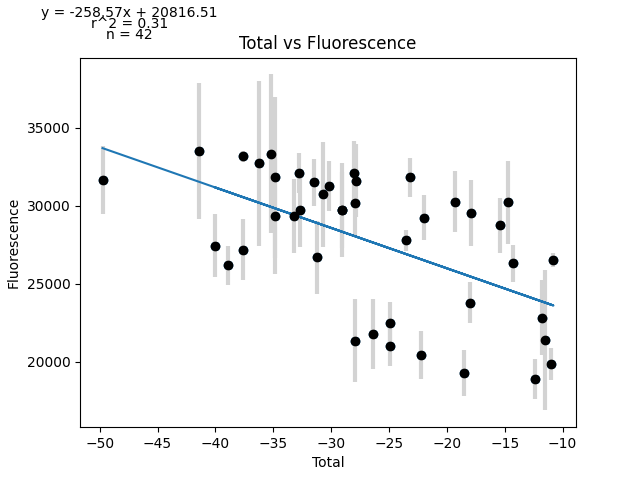 y = -258.57x + 20816.51
r^2 = 0.31
n = 42
Total vs Fluorescence
Fluorescence
35000
30000
25000
20000
−50 −45 −40 −35 −30 −25 −20 −15 −10
Total